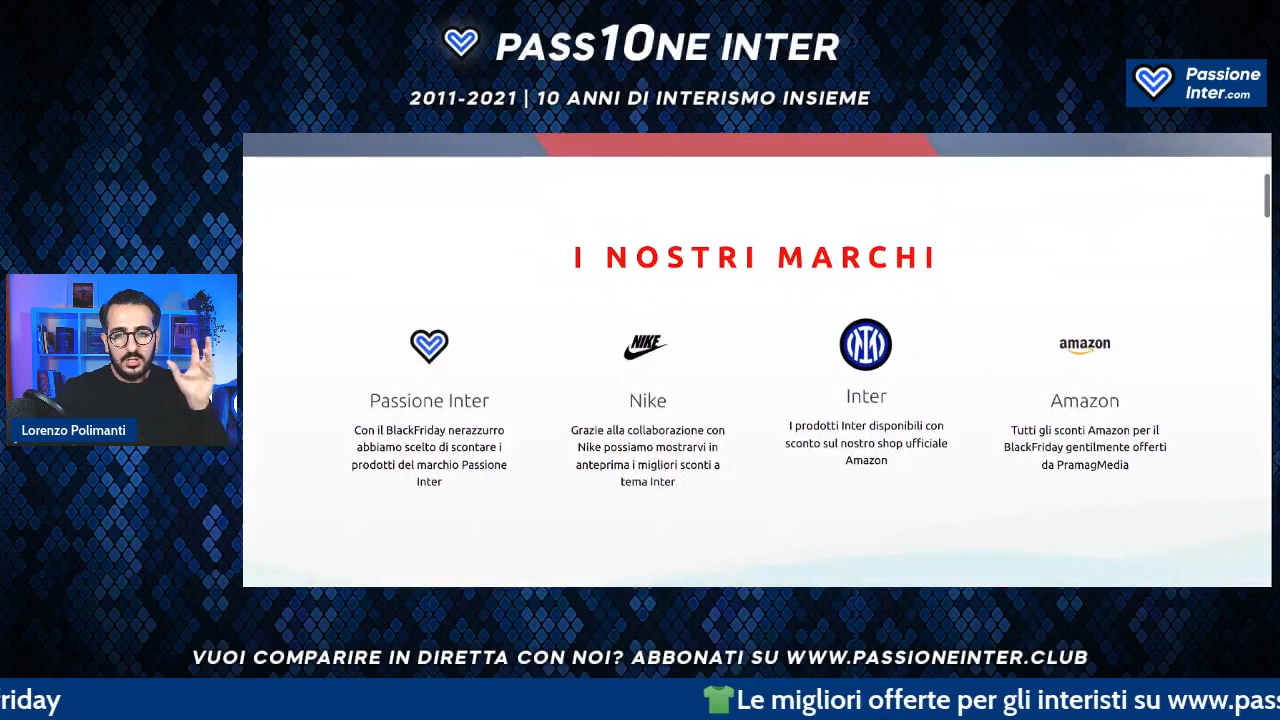 PASS10NE INTER
2011-2021 | 10 ANNI DI INTERISMO INSIEME
Passione
Inter.com
I NOSTRI MARCHI
NIKE
amazon
Passione Inter
Nike
Inter
Amazon
Con il BlackFriday nerazzurro
abbiamo scelto di scontare i
prodotti del marchio Passione
Inter
Grazie alla collaborazione con
Nike possiamo mostrarvi in
anteprima i migliori sconti a
tema Inter
I prodotti Inter disponibili con
sconto sul nostro shop ufficiale
Amazon
Tutti gli sconti Amazon per il
BlackFriday gentilmente offerti
da PramagMedia
Lorenzo Polimanti
VUOI COMPARIRE IN DIRETTA CON NOI? ABBONATI SU WWW.PASSIONEINTER.CLUB
riday
Le migliori offerte per gli interisti su www.pass